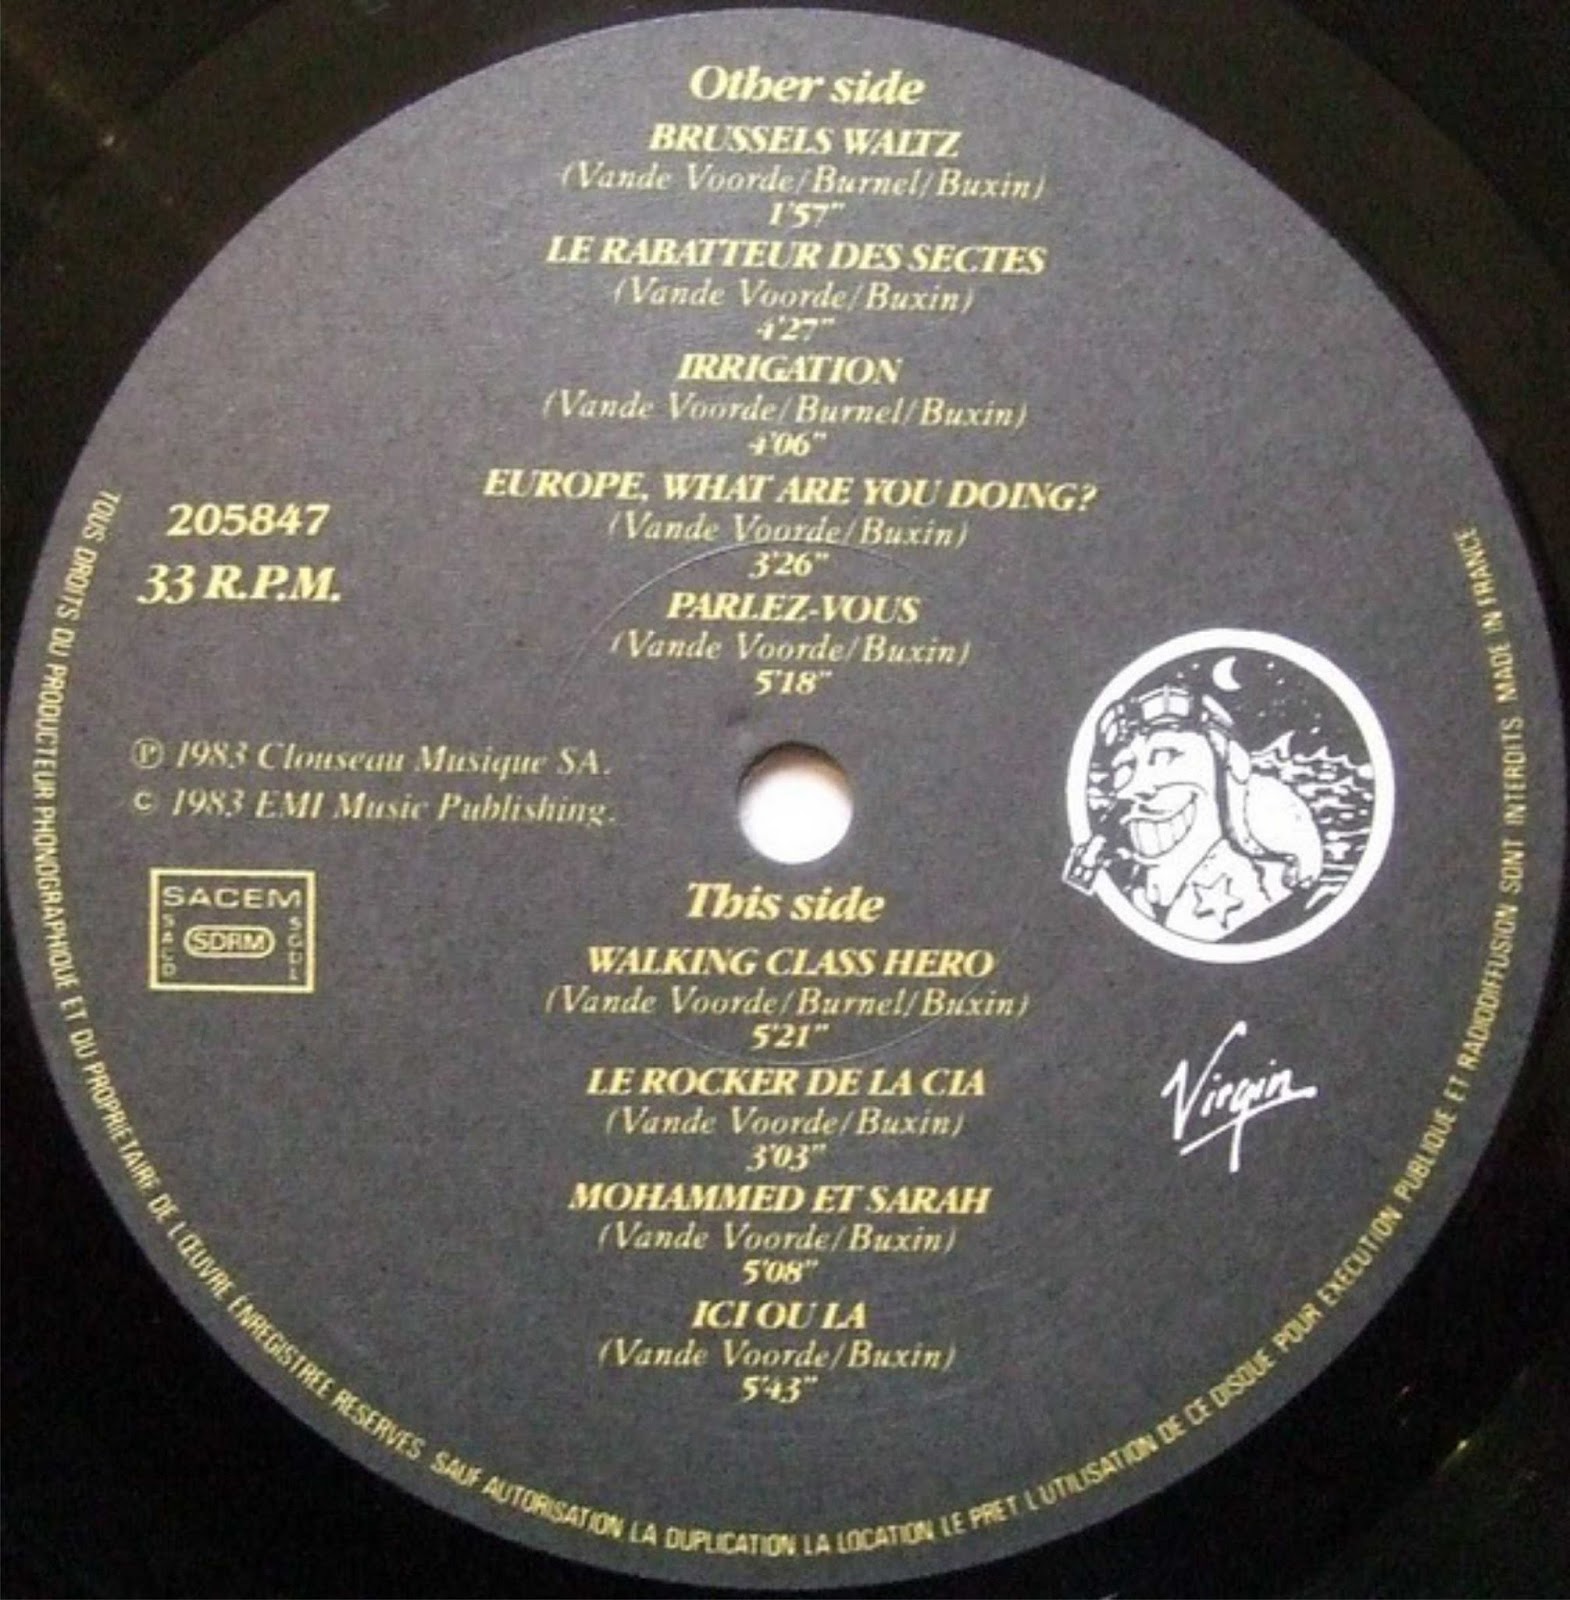 Other side
BRUSSELS WALTZ
(Vande Voorde/Burnel/Buxin)
1'57"
LE RABATTEUR DES SECTES
(Vande Voorde/Buxin)
4'27"
IRRIGATION
(Vande Voorde/Burnel/Buxin)
4'06"
EUROPE, WHAT ARE YOU DOING?
(Vande Voorde/Buxin)
3'26"
PARLEZ-VOUS
(Vande Voorde/Buxin)
5'18"
205847
33 R.P.M.
℗ 1983 Clouseau Musique SA.
© 1983 EMI Music Publishing.
SACEM
SACD
SDRM
SGDL
This side
WALKING CLASS HERO
(Vande Voorde/Burnel/Buxin)
5'21"
LE ROCKER DE LA CIA
(Vande Voorde/Buxin)
3'03"
MOHAMMED ET SARAH
(Vande Voorde/Buxin)
5'08"
ICI OU LA
(Vande Voorde/Buxin)
5'43"
Virgin
TOUS DROITS DU PRODUCTEUR PHONOGRAPHIQUE ET DU PROPRIETAIRE DE L'ŒUVRE ENREGISTREE RESERVES. SAUF AUTORISATION LA DUPLICATION LA LOCATION LE PRET L'UTILISATION DE CE DISQUE POUR EXECUTION PUBLIQUE ET RADIODIFFUSION SONT INTERDITS. MADE IN FRANCE